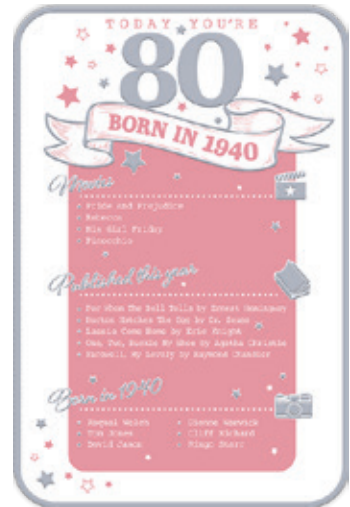 TODAY YOU'RE
80
BORN IN 1940
Movies
Pride and Prejudice
Rebecca
His Girl Friday
Pinocchio
Published this year
For Whom The Bell Tolls by Ernest Hemingway
Horton Hatches The Egg by Dr. Seuss
Lassie Come Home by Eric Knight
One, Two, Buckle My Shoe by Agatha Christie
Farewell, My Lovely by Raymond Chandler
Born in 1940
Raquel Welch
Tom Jones
David Jason
Dionne Warwick
Cliff Richard
Ringo Starr